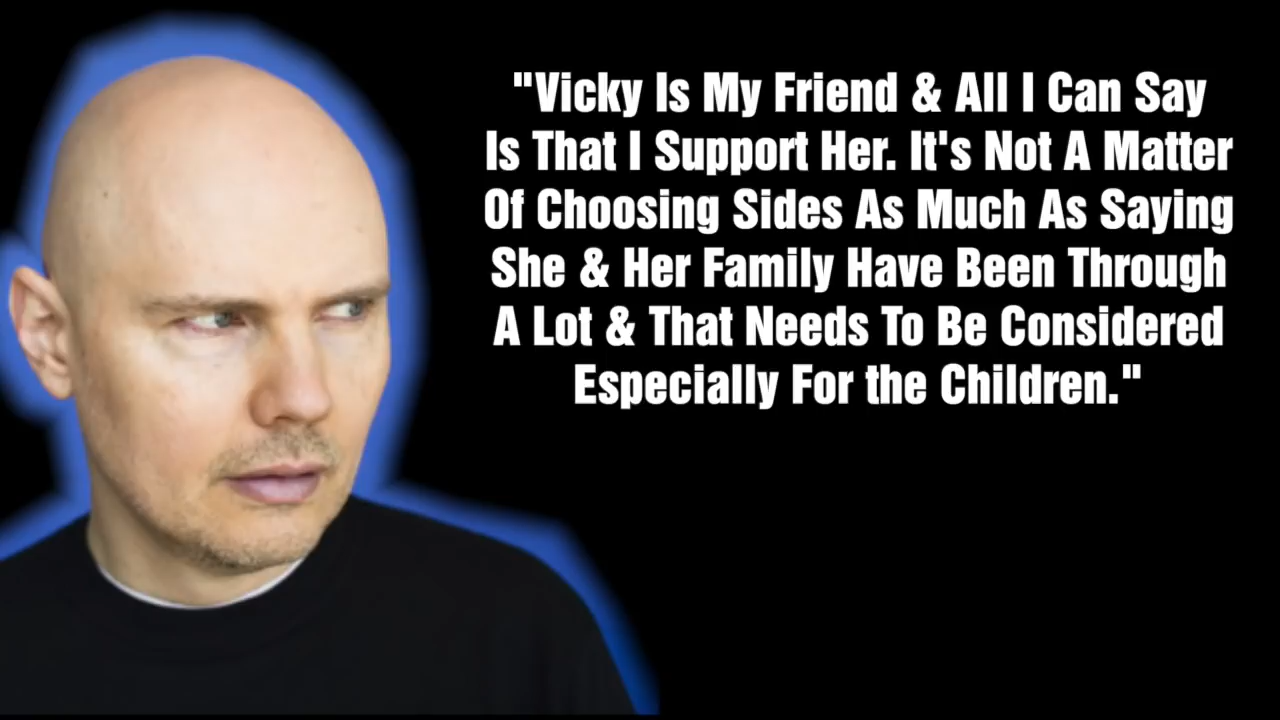 "Vicky Is My Friend & All I Can Say
Is That I Support Her. It's Not A Matter
Of Choosing Sides As Much As Saying
She & Her Family Have Been Through
A Lot & That Needs To Be Considered
Especially For the Children."